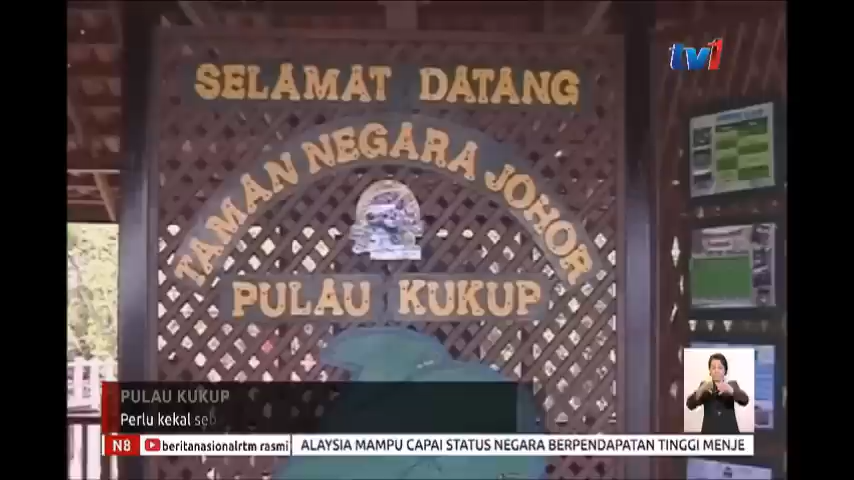 SELAMAT DATANG
tv1
TAMAN NEGARA JOHOR
PULAU KUKUP
PULAU KUKUP
Perlu kekal seb
N8 beritanasionalrtm rasmi ALAYSIA MAMPU CAPAI STATUS NEGARA BERPENDAPATAN TINGGI MENJE